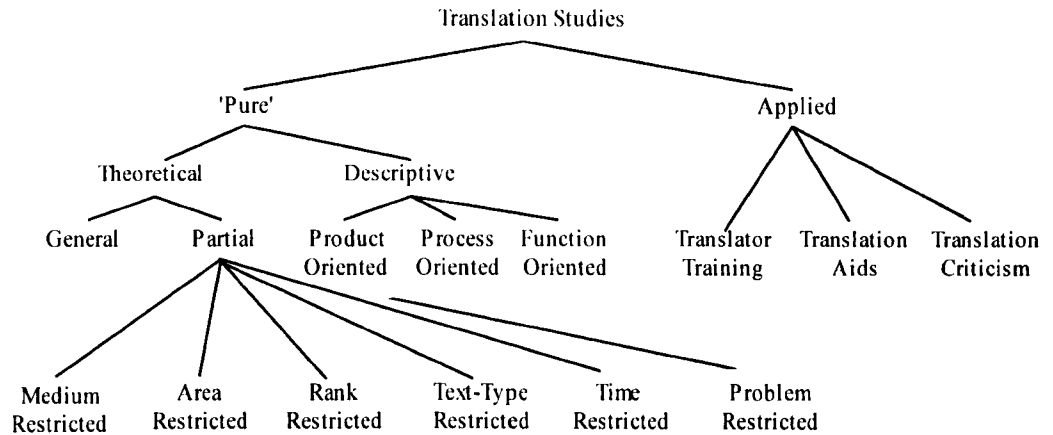 Translation Studies
'Pure'
Applied
Theoretical
Descriptive
General
Partial
Product
Oriented
Process
Oriented
Function
Oriented
Translator
Training
Translation
Aids
Translation
Criticism
Medium
Restricted
Area
Restricted
Rank
Restricted
Text-Type
Restricted
Time
Restricted
Problem
Restricted